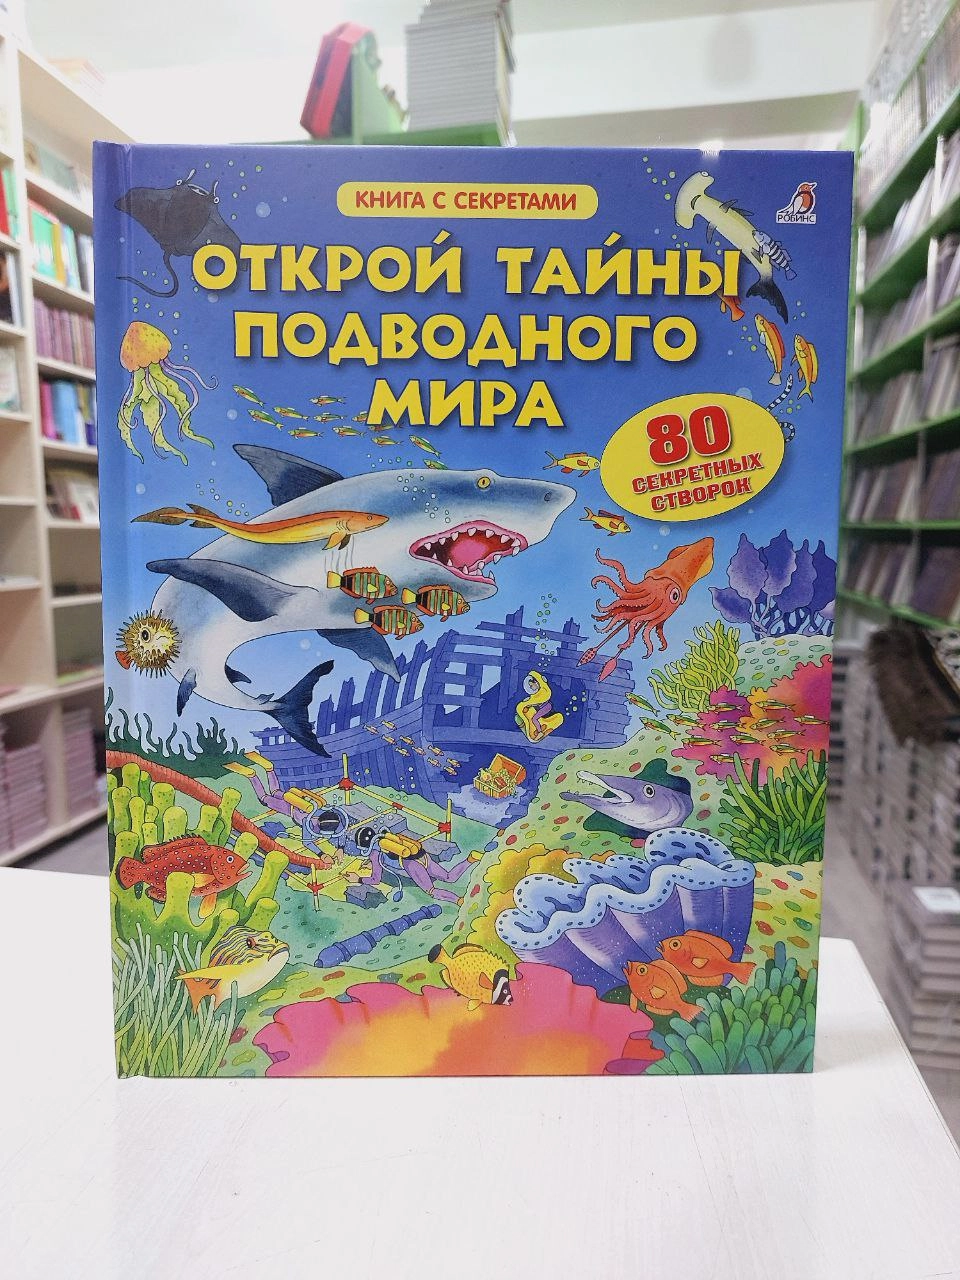 КНИГА С СЕКРЕТАМИ
РОБИНС
ОТКРОЙ ТАЙНЫ
ПОДВОДНОГО
МИРА
80
СЕКРЕТНЫХ
СТВОРОК